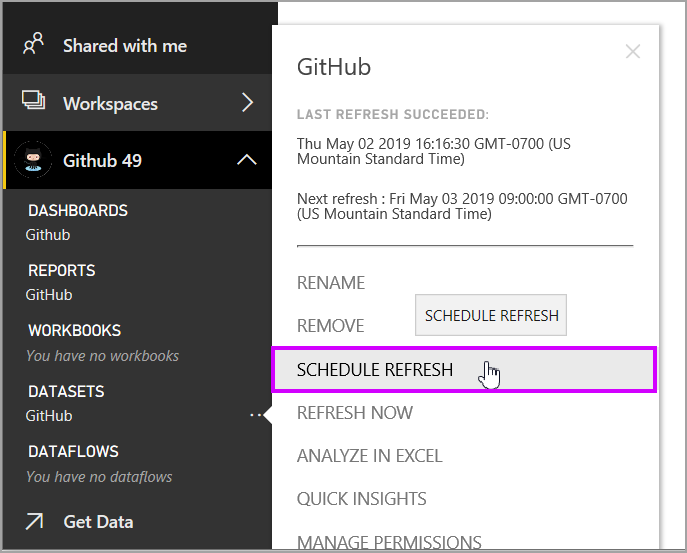 Shared with me
Workspaces
Github 49
DASHBOARDS
Github
REPORTS
GitHub
WORKBOOKS
You have no workbooks
DATASETS
GitHub
DATAFLOWS
You have no dataflows
Get Data
GitHub
LAST REFRESH SUCCEEDED:
Thu May 02 2019 16:16:30 GMT-0700 (US
Mountain Standard Time)
Next refresh : Fri May 03 2019 09:00:00 GMT-0700
(US Mountain Standard Time)
RENAME
REMOVE
SCHEDULE REFRESH
SCHEDULE REFRESH
REFRESH NOW
ANALYZE IN EXCEL
QUICK INSIGHTS
MANAGE PERMISSIONS